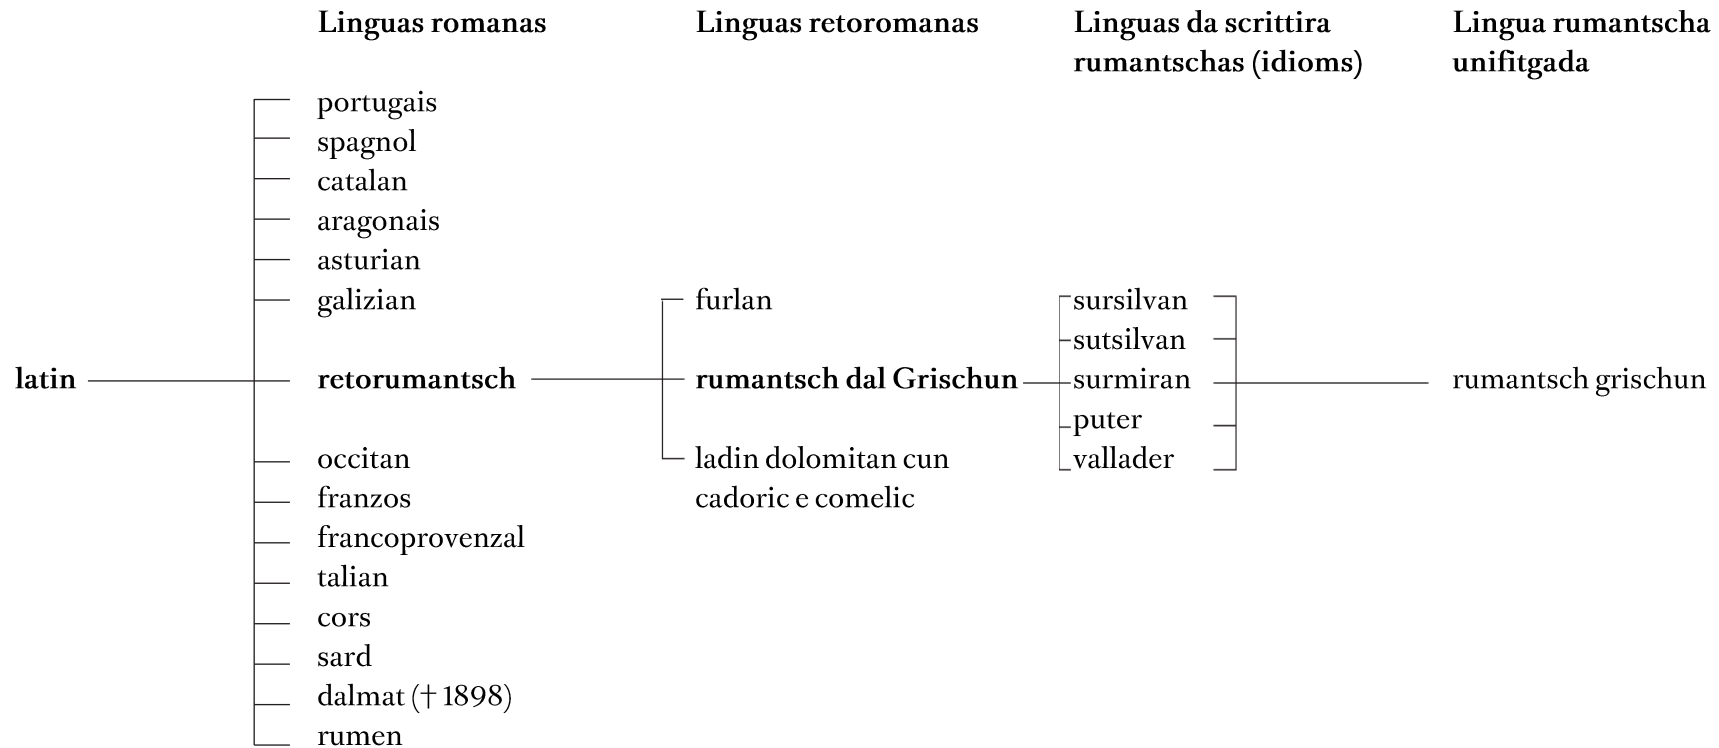 Linguas romanas
Linguas retoromanas
Linguas da scrittira
rumantschas (idioms)
Lingua rumantscha
unifitgada
latin
portugais
spagnol
catalan
aragonais
asturian
galizian
retorumantsch
occitan
franzos
francoprovenzal
talian
cors
sard
dalmat († 1898)
rumen
furlan
rumantsch dal Grischun
ladin dolomitan cun
cadoric e comelic
sursilvan
sutsilvan
surmiran
puter
vallader
rumantsch grischun